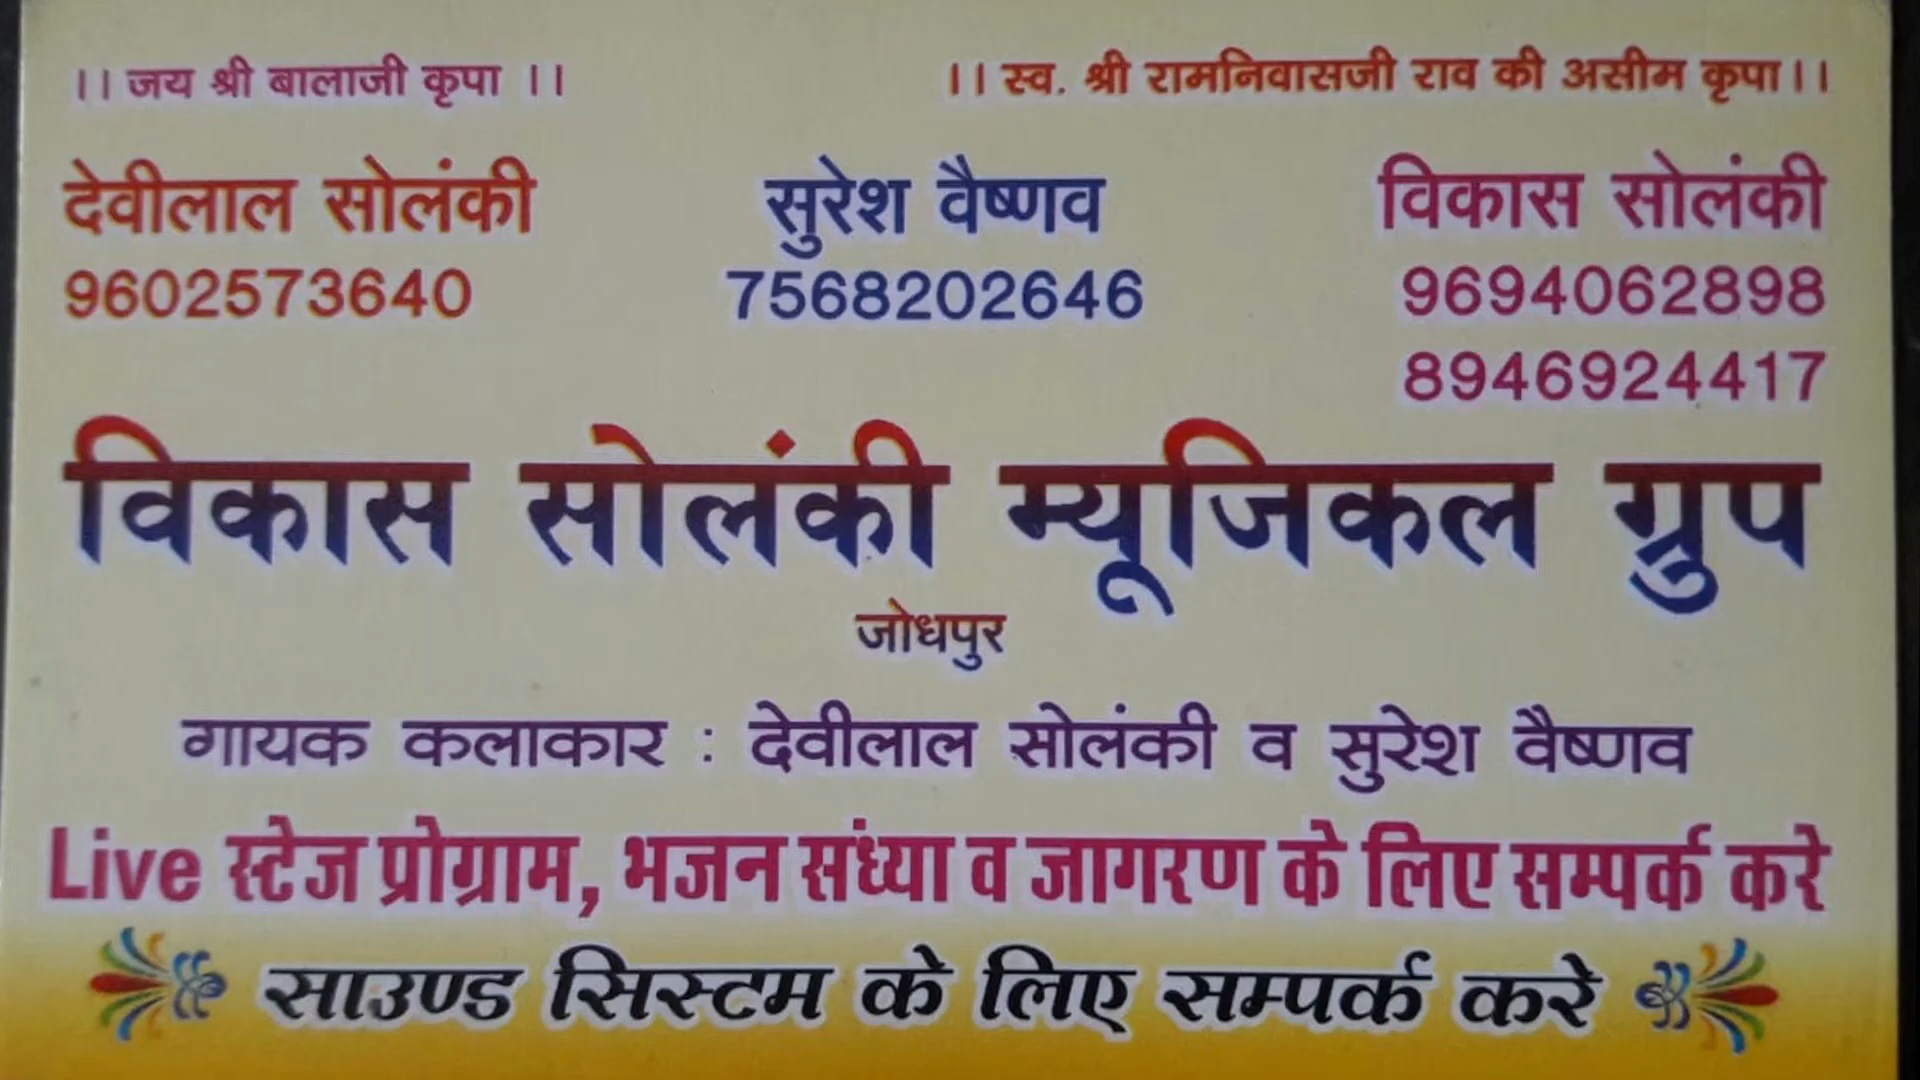 ।। जय श्री बालाजी कृपा ।।
।। स्व. श्री रामनिवासजी राव की असीम कृपा ।।
देवीलाल सोलंकी
9602573640
सुरेश वैष्णव
7568202646
विकास सोलंकी
9694062898
8946924417
विकास सोलंकी म्यूजिकल ग्रुप
जोधपुर
गायक कलाकार : देवीलाल सोलंकी व सुरेश वैष्णव
Live स्टेज प्रोग्राम, भजन संध्या व जागरण के लिए सम्पर्क करे
साउण्ड सिस्टम के लिए सम्पर्क करे